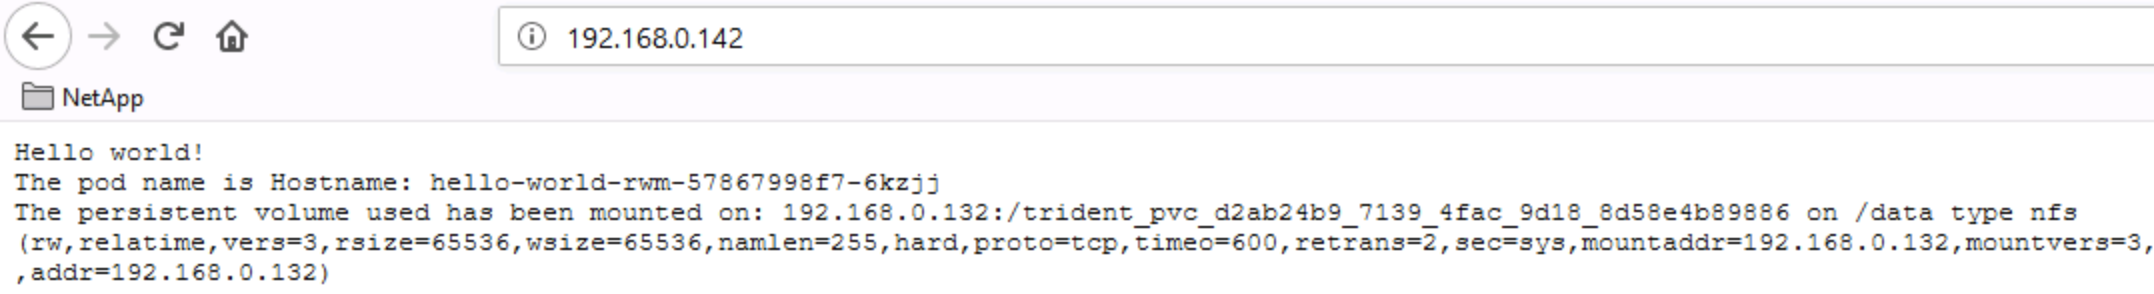 192.168.0.142
NetApp
Hello world!
The pod name is Hostname: hello-world-rwm-57867998f7-6kzjj
The persistent volume used has been mounted on: 192.168.0.132:/trident_pvc_d2ab24b9_7139_4fac_9d18_8d58e4b89886 on /data type nfs
(rw,relatime,vers=3,rsize=65536,wsize=65536,namlen=255,hard,proto=tcp,timeo=600,retrans=2,sec=sys,mountaddr=192.168.0.132,mountvers=3,
,addr=192.168.0.132)